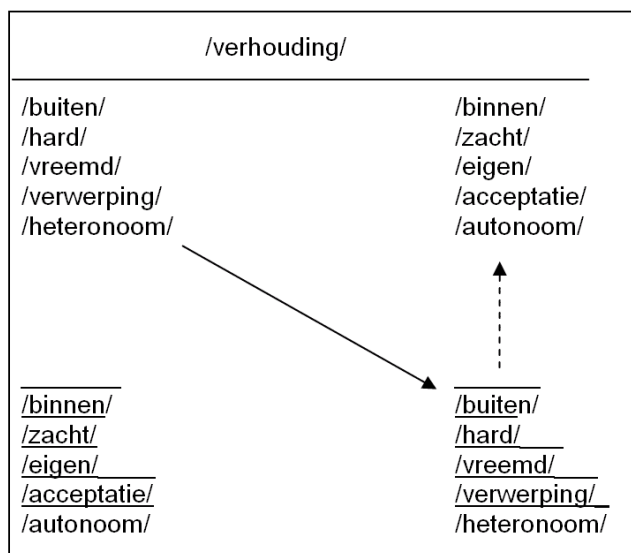 /verhouding/
/buiten/
/hard/
/vreemd/
/verwerping/
/heteronoom/
/binnen/
/zacht/
/eigen/
/acceptatie/
/autonoom/
/binnen/
/zacht/
/eigen/
/acceptatie/
/autonoom/
/buiten/
/hard/
/vreemd/
/verwerping/
/heteronoom/